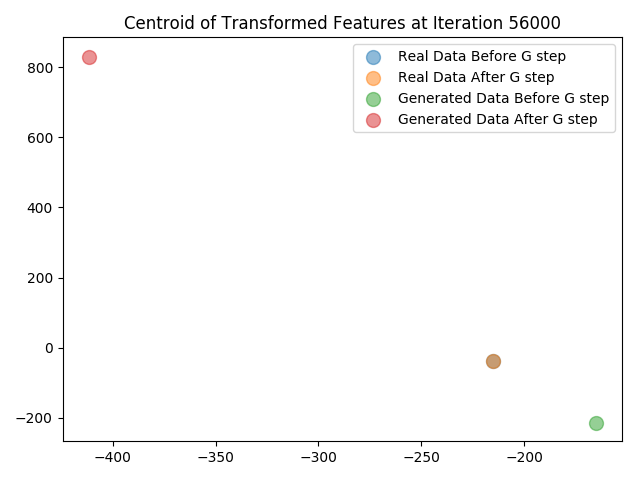 Centroid of Transformed Features at Iteration 56000
Real Data Before G step
Real Data After G step
Generated Data Before G step
Generated Data After G step
800
600
400
200
0
−200
−400
−350
−300
−250
−200